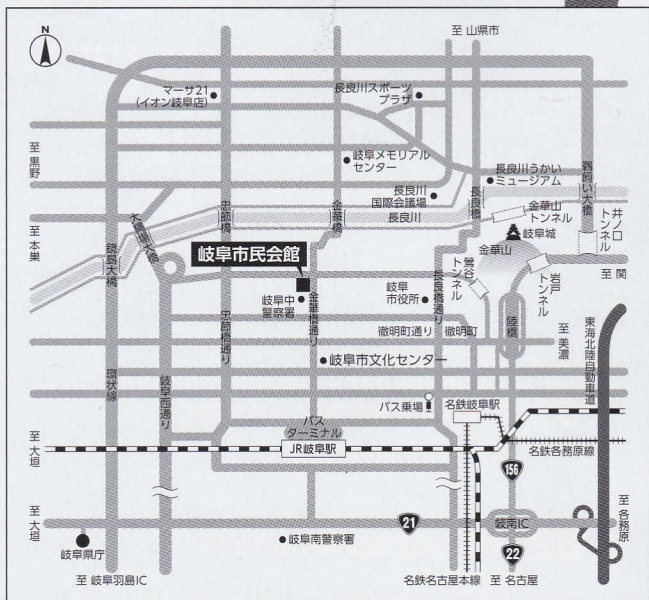 N
至 山県市
マーサ21
(イオン岐阜店)
長良川スポーツ
プラザ
至 黒野
岐阜メモリアル
センター
長良川うかい
ミュージアム
鵜飼い大橋
長良川
国際会議場
長良橋
忠節橋
金華橋
長良川
金華山
トンネル
井ノ口
トンネル
至 本巣
大縄場大橋
鏡島大橋
岐阜城
金華山
岐阜市民会館
鶯谷
トンネル
岩戸
トンネル
至 関
岐阜中
警察署
金華橋通り
岐阜
市役所
長良橋通り
忠節橋通り
徹明町通り
徹明町
陸橋
至 美濃
東海北陸自動車道
岐阜市文化センター
環状線
岐阜西通り
バス乗場
名鉄岐阜駅
バス
ターミナル
JR岐阜駅
至 大垣
名鉄各務原線
156
至 大垣
21
岐南IC
至 各務原
岐阜県庁
岐阜南警察署
22
至 岐阜羽島IC
名鉄名古屋本線
至 名古屋